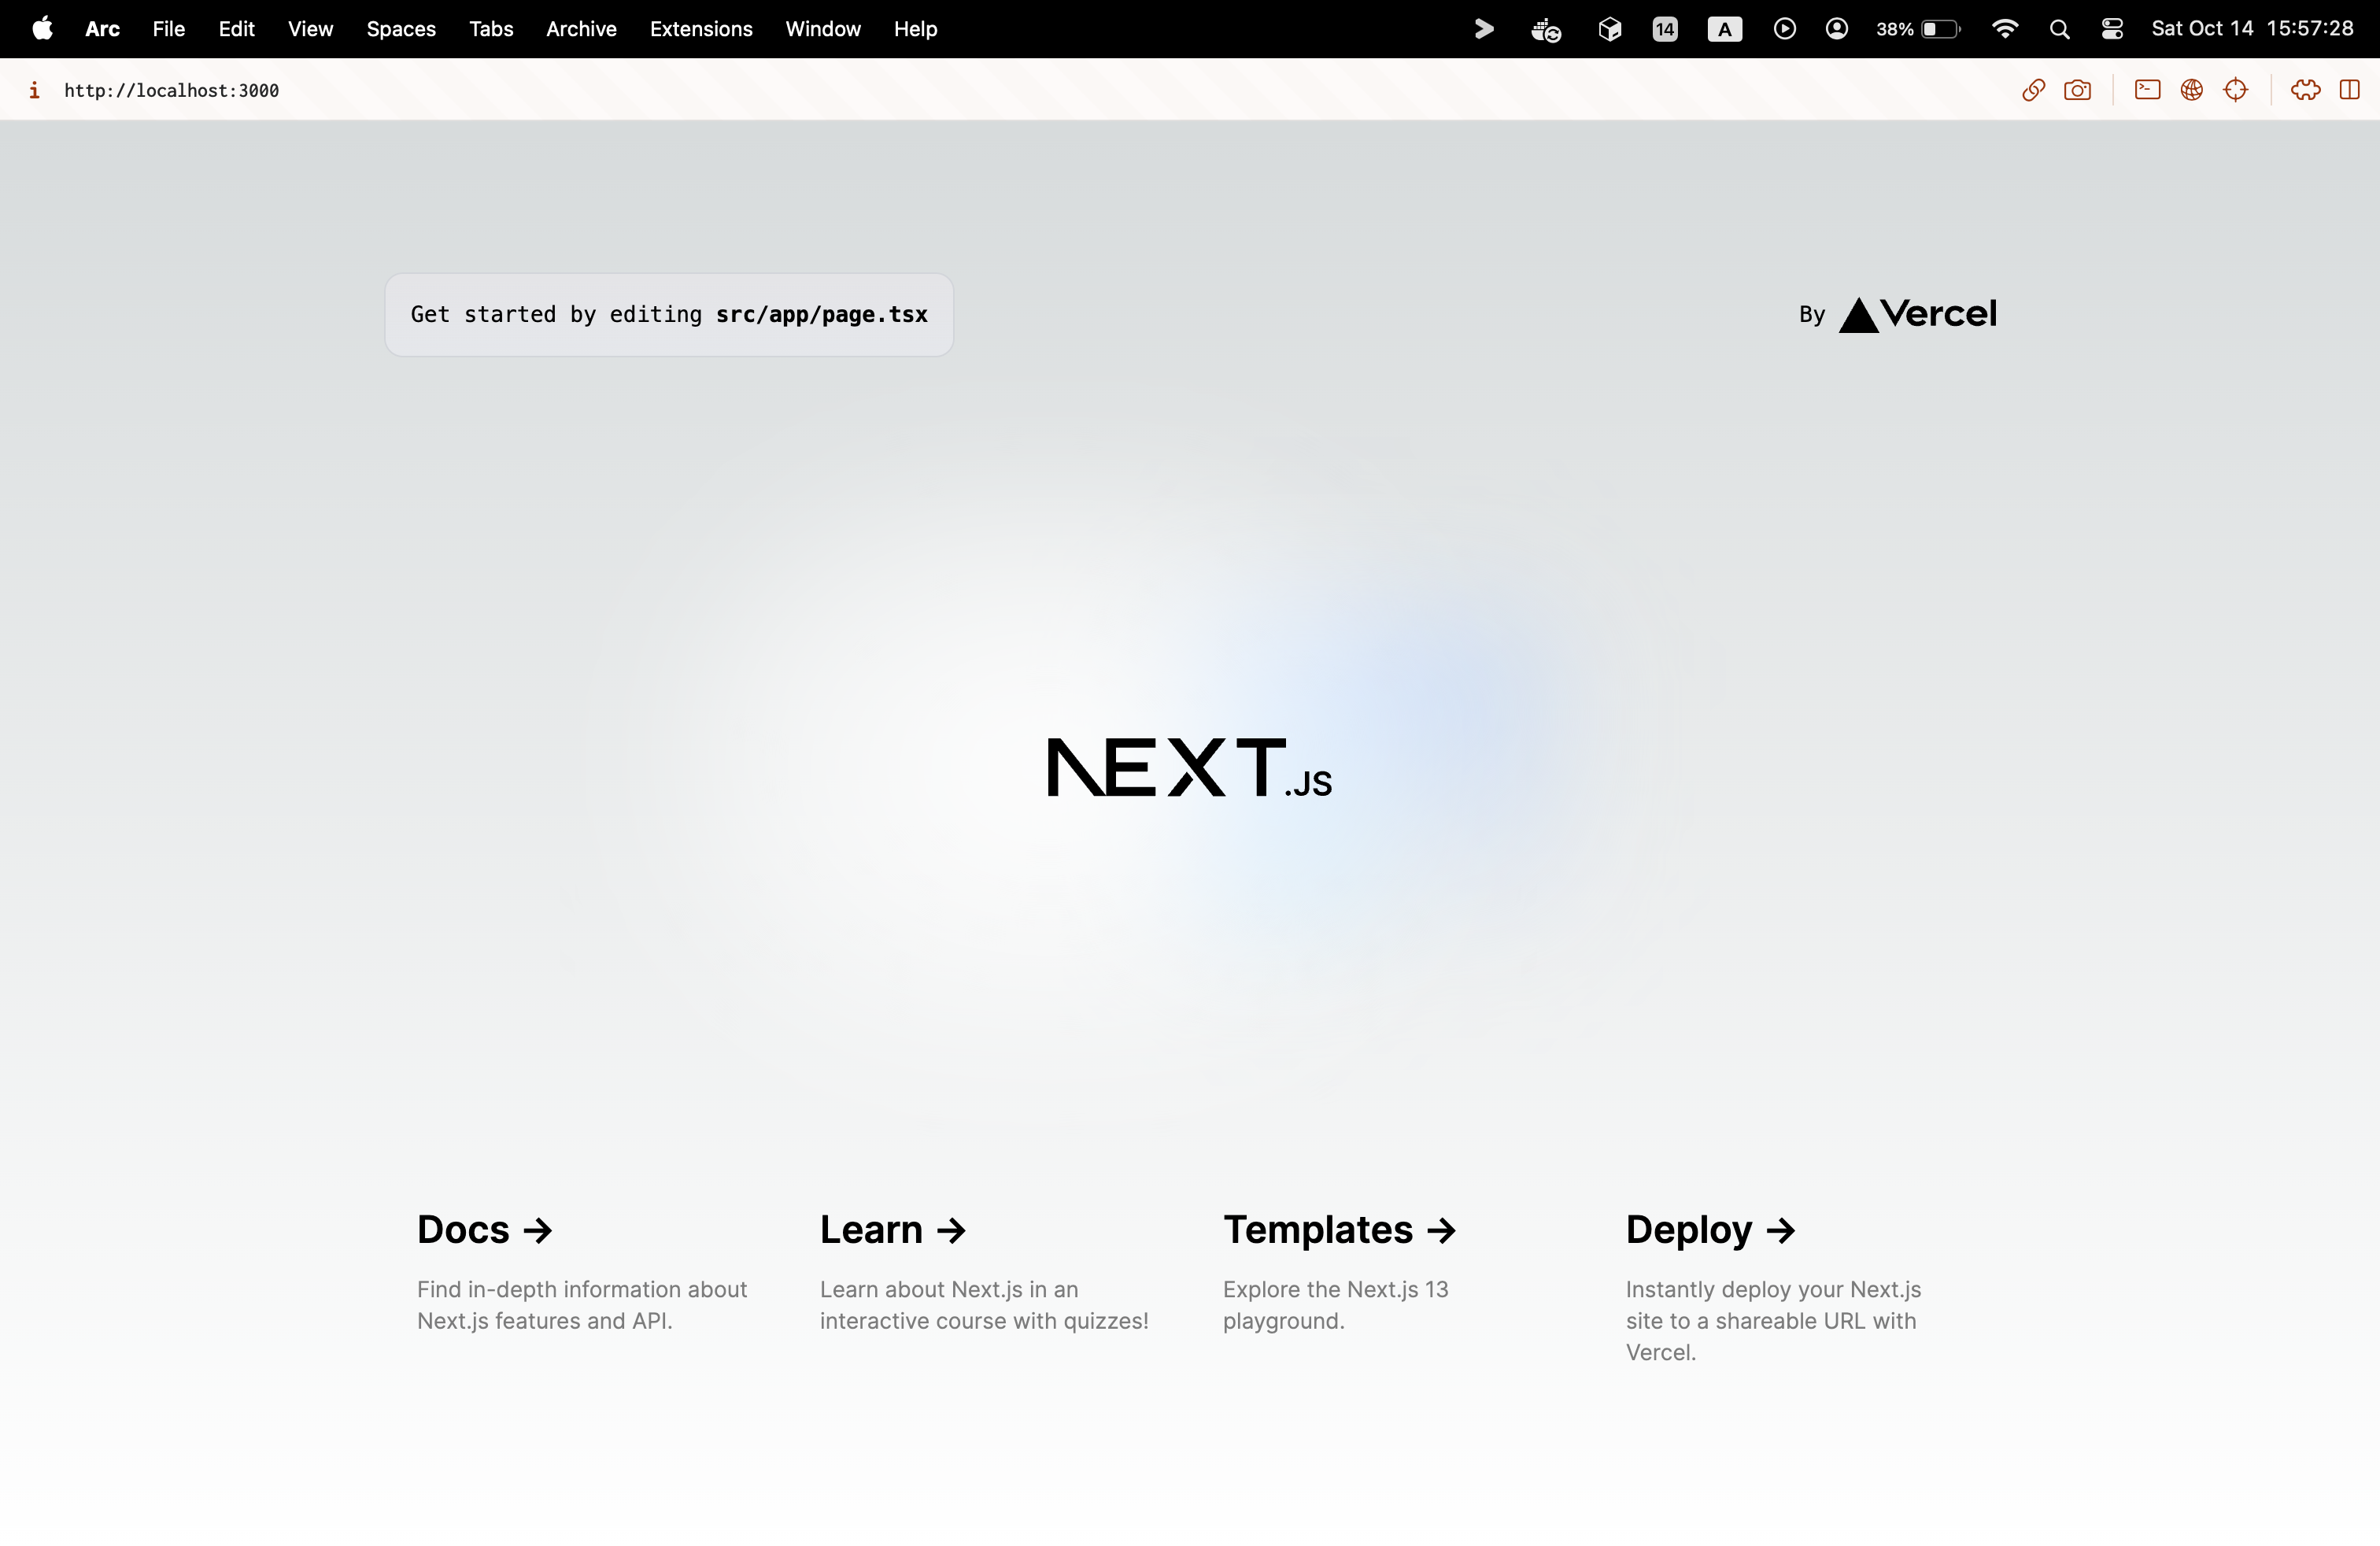 Arc File Edit View Spaces Tabs Archive Extensions Window Help 14 A 38% Sat Oct 14 15:57:28
i http://localhost:3000
Get started by editing src/app/page.tsx
By Vercel
NEXT.JS
Docs →
Find in-depth information about
Next.js features and API.
Learn →
Learn about Next.js in an
interactive course with quizzes!
Templates →
Explore the Next.js 13
playground.
Deploy →
Instantly deploy your Next.js
site to a shareable URL with
Vercel.